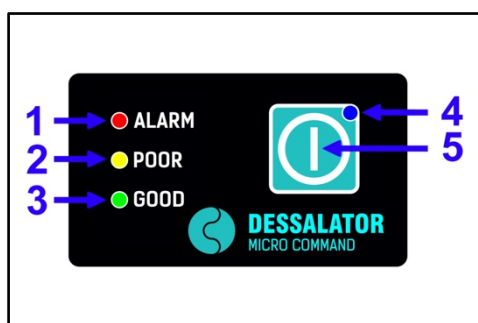 1 ALARM 4
2 POOR 5
3 GOOD
DESSALATOR
MICRO COMMAND